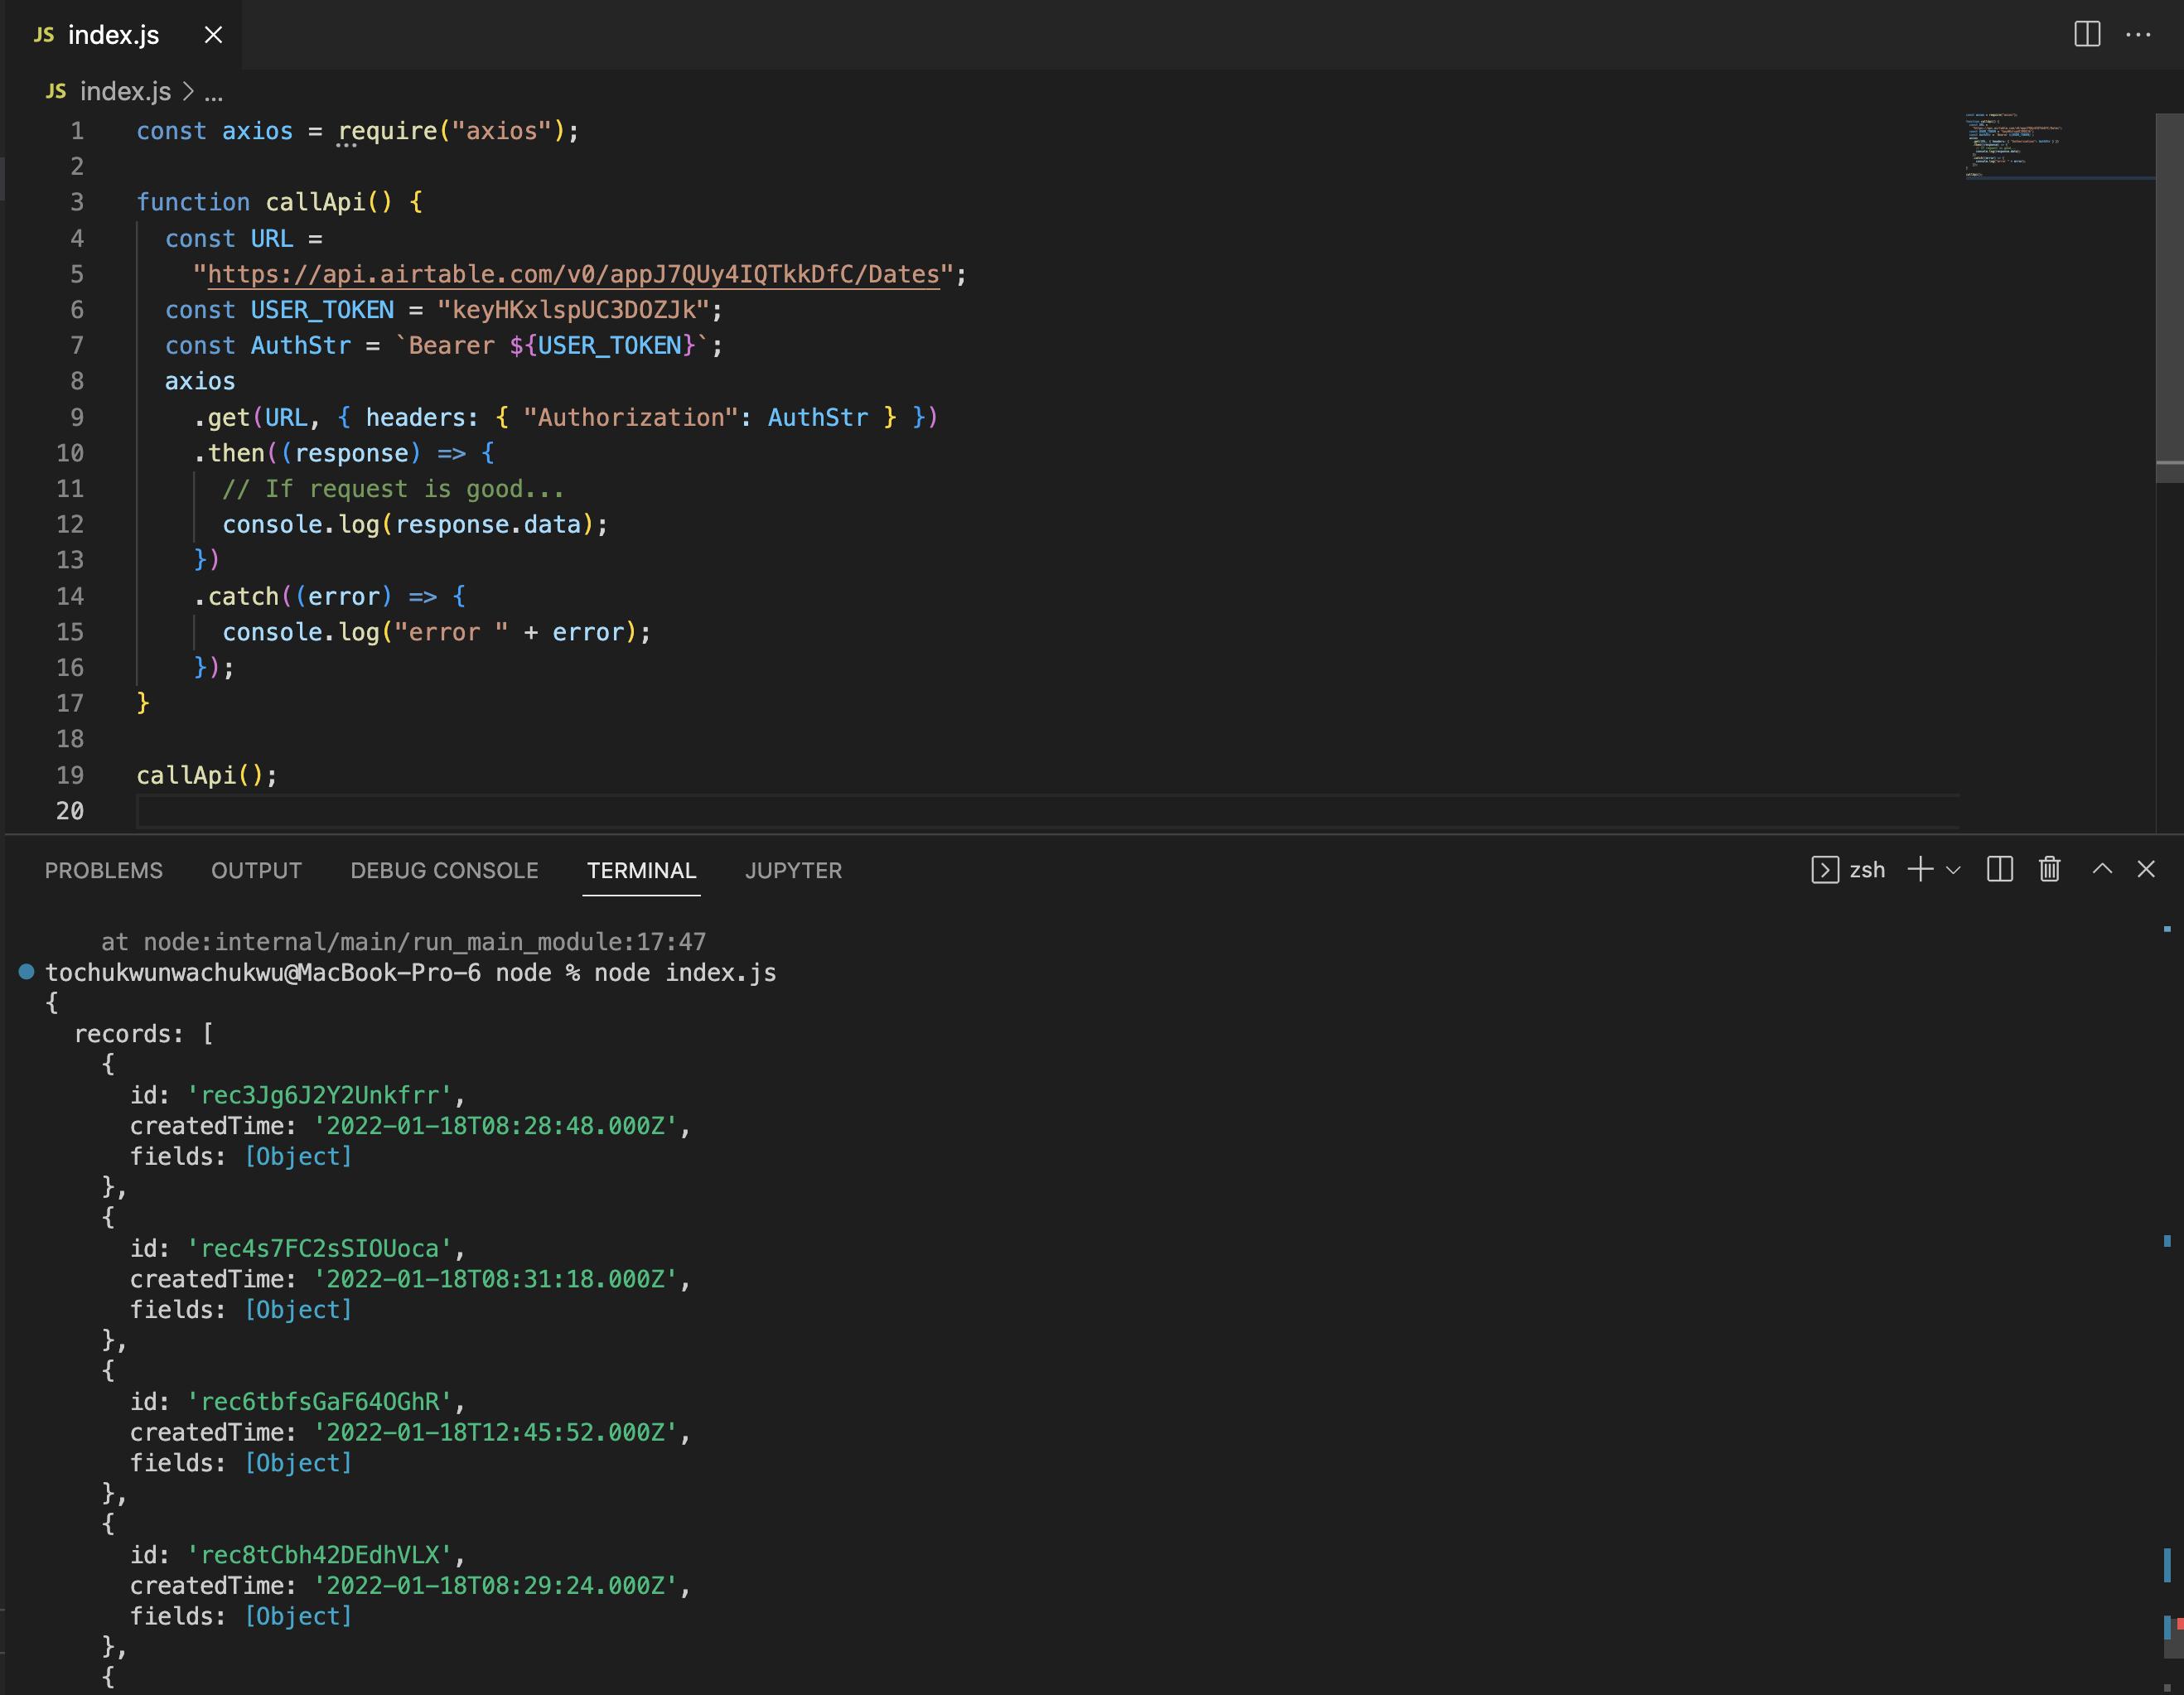 JS index.js
JS index.js > ...
1 const axios = require("axios");
2
3 function callApi() {
4 const URL =
5 "https://api.airtable.com/v0/appJ7QUy4IQTkkDfC/Dates";
6 const USER_TOKEN = "keyHKxlspUC3DOZJk";
7 const AuthStr = `Bearer ${USER_TOKEN}`;
8 axios
9 .get(URL, { headers: { "Authorization": AuthStr } })
10 .then((response) => {
11 // If request is good...
12 console.log(response.data);
13 })
14 .catch((error) => {
15 console.log("error " + error);
16 });
17 }
18
19 callApi();
20
PROBLEMS OUTPUT DEBUG CONSOLE TERMINAL JUPYTER zsh
at node:internal/main/run_main_module:17:47
tochukwunwachukwu@MacBook-Pro-6 node % node index.js
{
records: [
{
id: 'rec3Jg6J2Y2Unkfrr',
createdTime: '2022-01-18T08:28:48.000Z',
fields: [Object]
},
{
id: 'rec4s7FC2sSIOUoca',
createdTime: '2022-01-18T08:31:18.000Z',
fields: [Object]
},
{
id: 'rec6tbfsGaF64OGhR',
createdTime: '2022-01-18T12:45:52.000Z',
fields: [Object]
},
{
id: 'rec8tCbh42DEdhVLX',
createdTime: '2022-01-18T08:29:24.000Z',
fields: [Object]
},
{